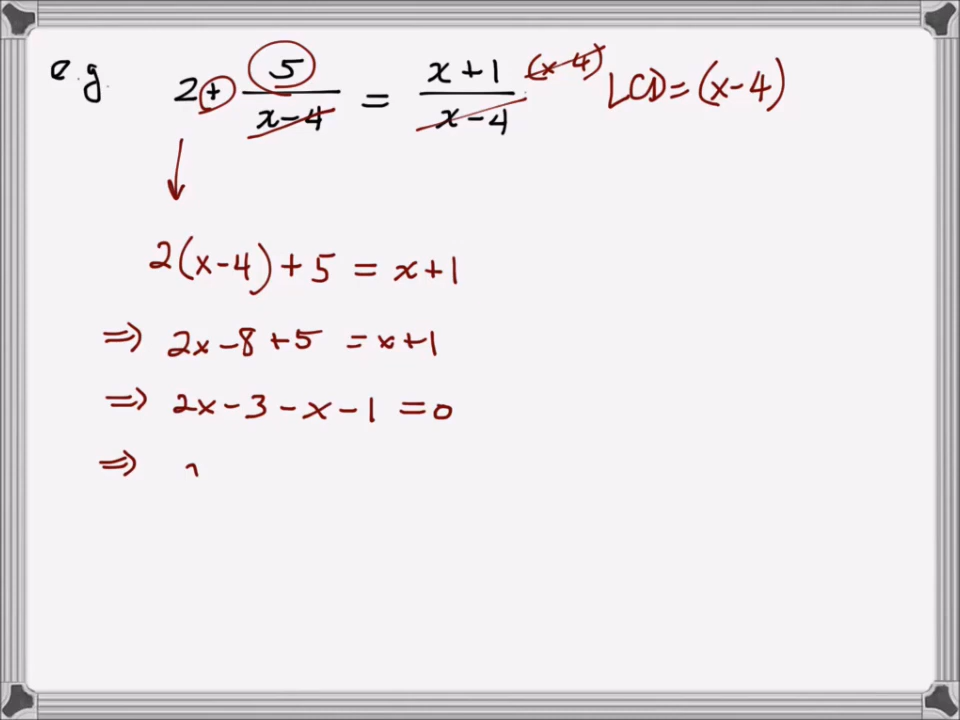 e.g 2 + 5/(x-4) = (x+1)/(x-4) (x-4) LCD = (x-4)
2(x-4) + 5 = x+1
⇒ 2x - 8 + 5 = x+1
⇒ 2x - 3 - x - 1 = 0
⇒